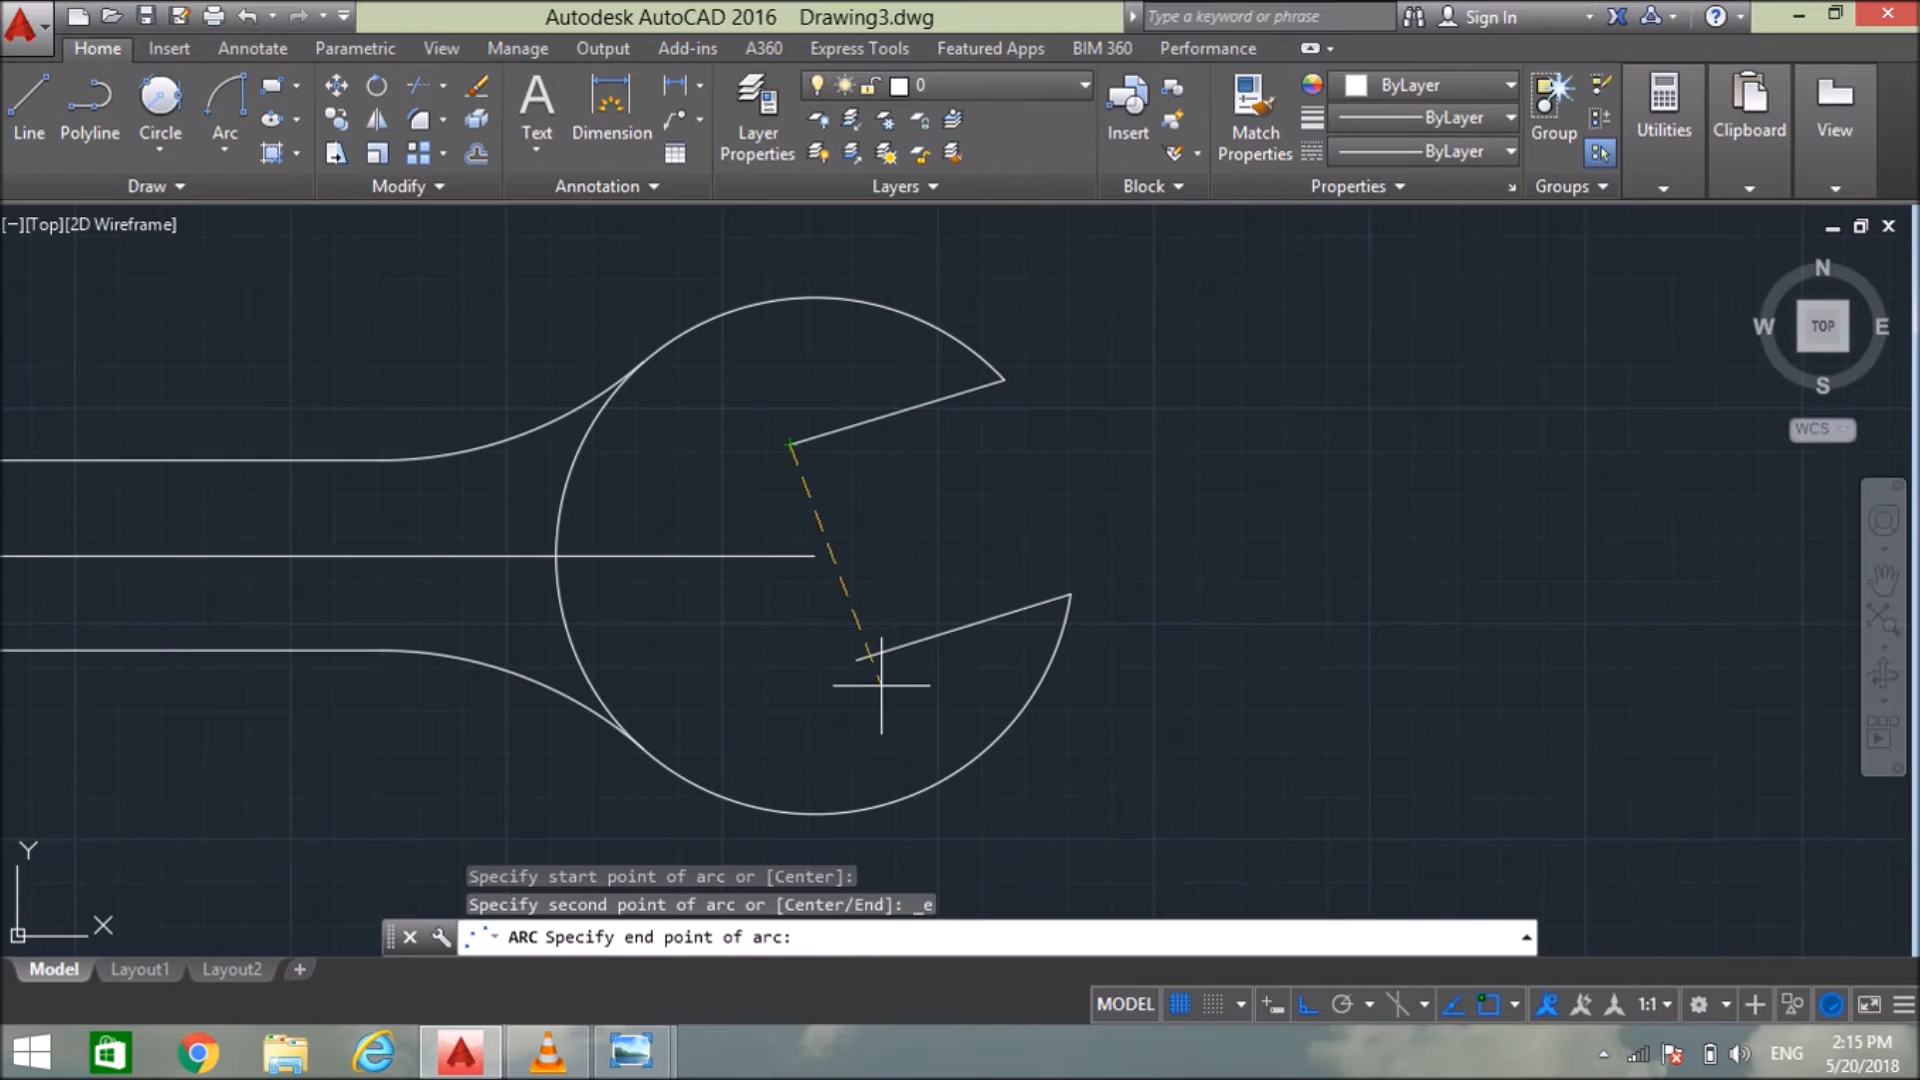 Autodesk AutoCAD 2016 Drawing3.dwg
Type a keyword or phrase
Sign In
Home Insert Annotate Parametric View Manage Output Add-ins A360 Express Tools Featured Apps BIM 360 Performance
Line Polyline Circle Arc
Text Dimension
Layer Properties
0
Insert
Match Properties
ByLayer
ByLayer
ByLayer
Group
Utilities
Clipboard
View
Draw Modify Annotation Layers Block Properties Groups
[−][Top][2D Wireframe]
N
W TOP E
S
WCS
Y
X
Specify start point of arc or [Center]:
Specify second point of arc or [Center/End]: _e
ARC Specify end point of arc:
Model Layout1 Layout2 +
MODEL 1:1
ENG
2:15 PM
5/20/2018